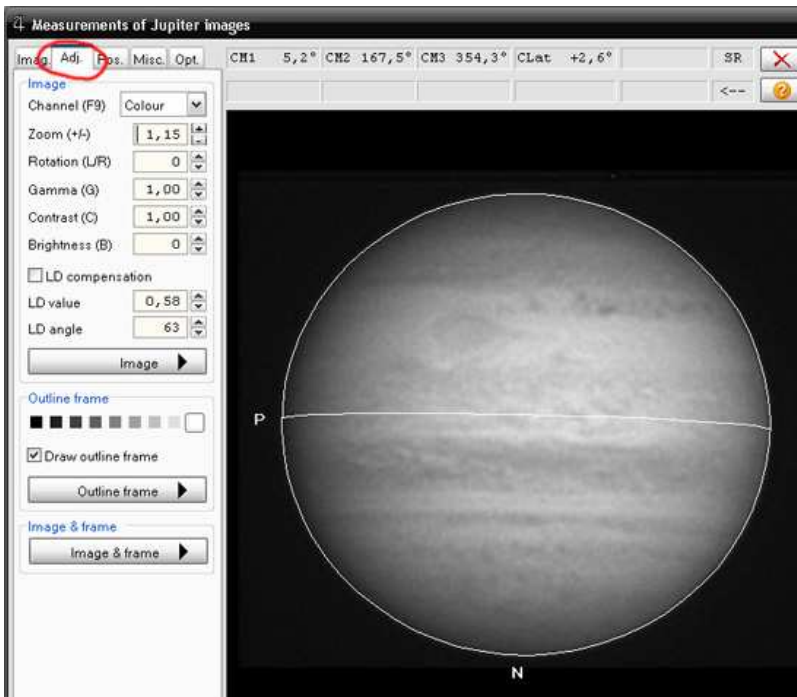 Measurements of Jupiter images
Imag. Adj. Pos. Misc. Opt.
CM1 5,2° CM2 167,5° CM3 354,3° CLat +2,6° SR
<--
Image
Channel (F9) Colour
Zoom (+/-) 1,15
Rotation (L/R) 0
Gamma (G) 1,00
Contrast (C) 1,00
Brightness (B) 0
LD compensation
LD value 0,58
LD angle 63
Image
Outline frame
Draw outline frame
Outline frame
Image & frame
Image & frame
P
N